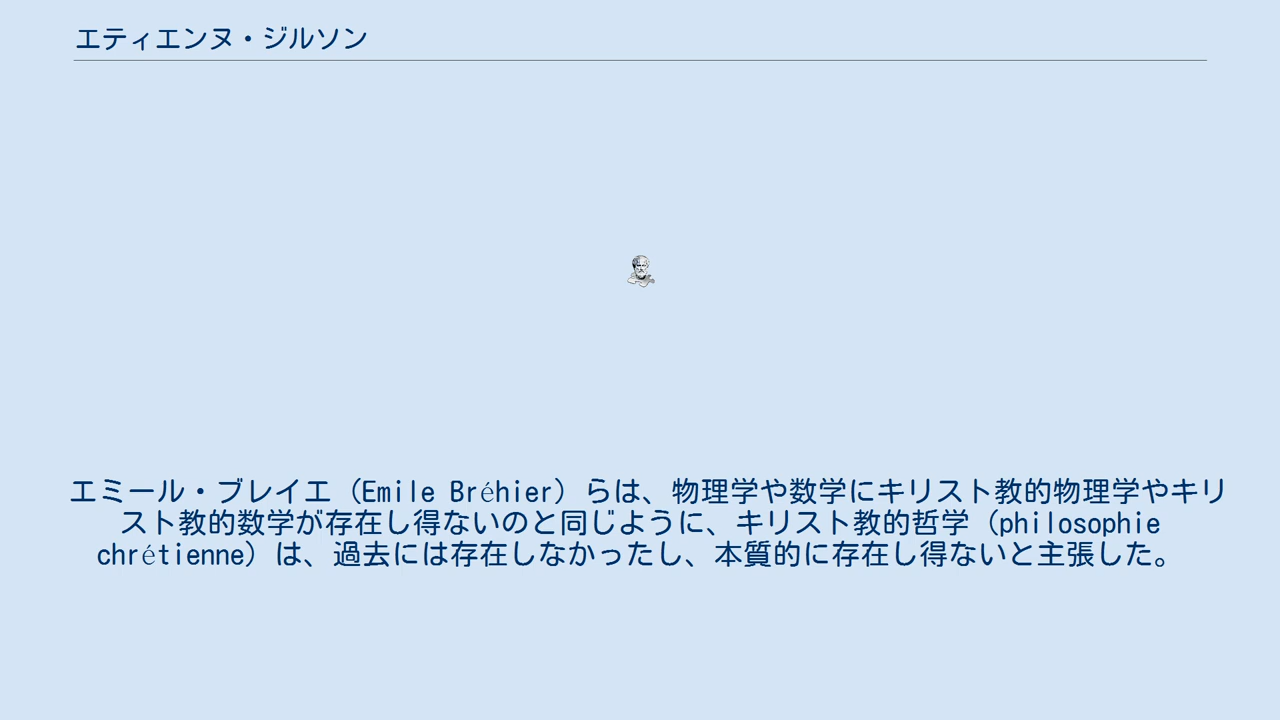 エティエンヌ・ジルソン
エミール・ブレイエ（Emile Bréhier）らは、物理学や数学にキリスト教的物理学やキリ
スト教的数学が存在し得ないのと同じように、キリスト教的哲学（philosophie
chrétienne）は、過去には存在しなかったし、本質的に存在し得ないと主張した。